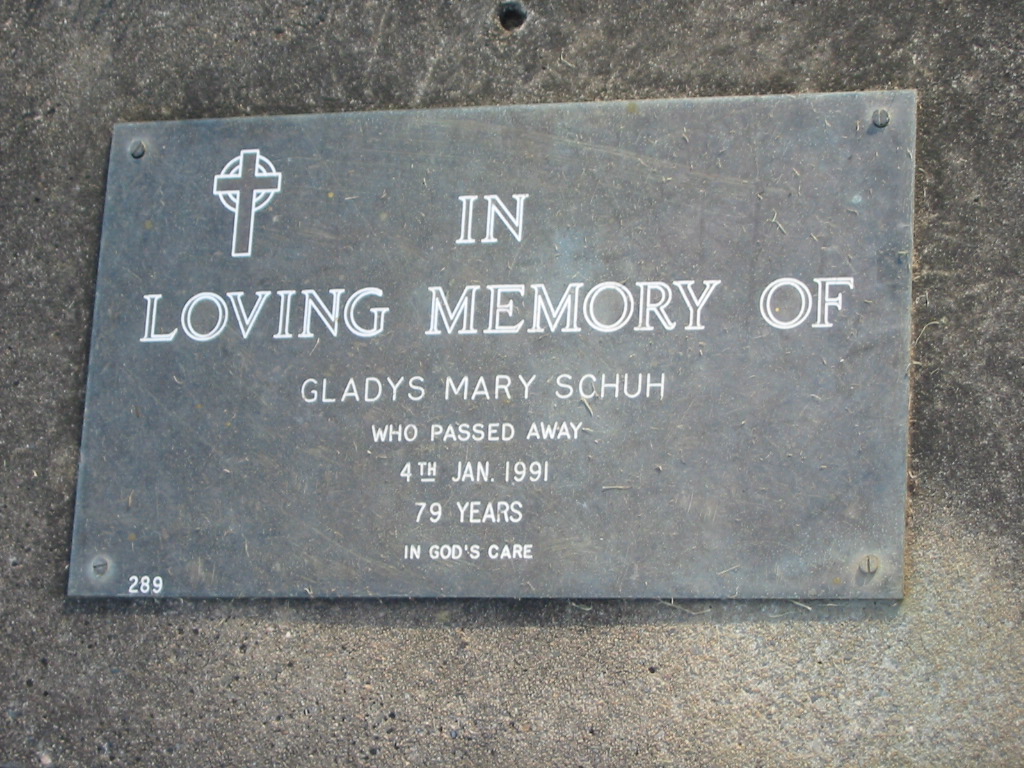 IN
LOVING MEMORY OF
GLADYS MARY SCHUH
WHO PASSED AWAY
4TH JAN. 1991
79 YEARS
IN GOD'S CARE
289